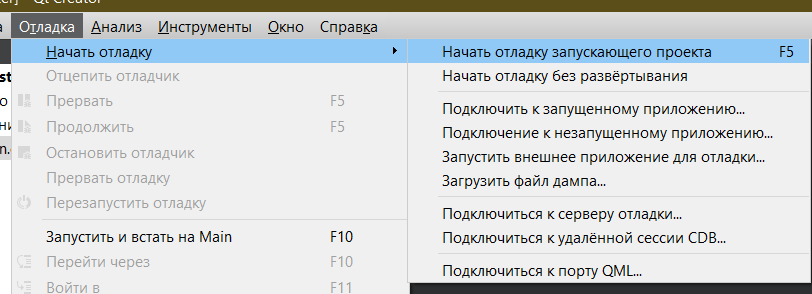 Qt Creator
Отладка Анализ Инструменты Окно Справка
Начать отладку
Отцепить отладчик
Прервать F5
Продолжить F5
Остановить отладчик
Прервать отладку
Перезапустить отладку
Запустить и встать на Main F10
Перейти через F10
Войти в F11
Начать отладку запускающего проекта F5
Начать отладку без развёртывания
Подключить к запущенному приложению...
Подключение к незапущенному приложению...
Запустить внешнее приложение для отладки...
Загрузить файл дампа...
Подключиться к серверу отладки...
Подключиться к удалённой сессии CDB...
Подключиться к порту QML...